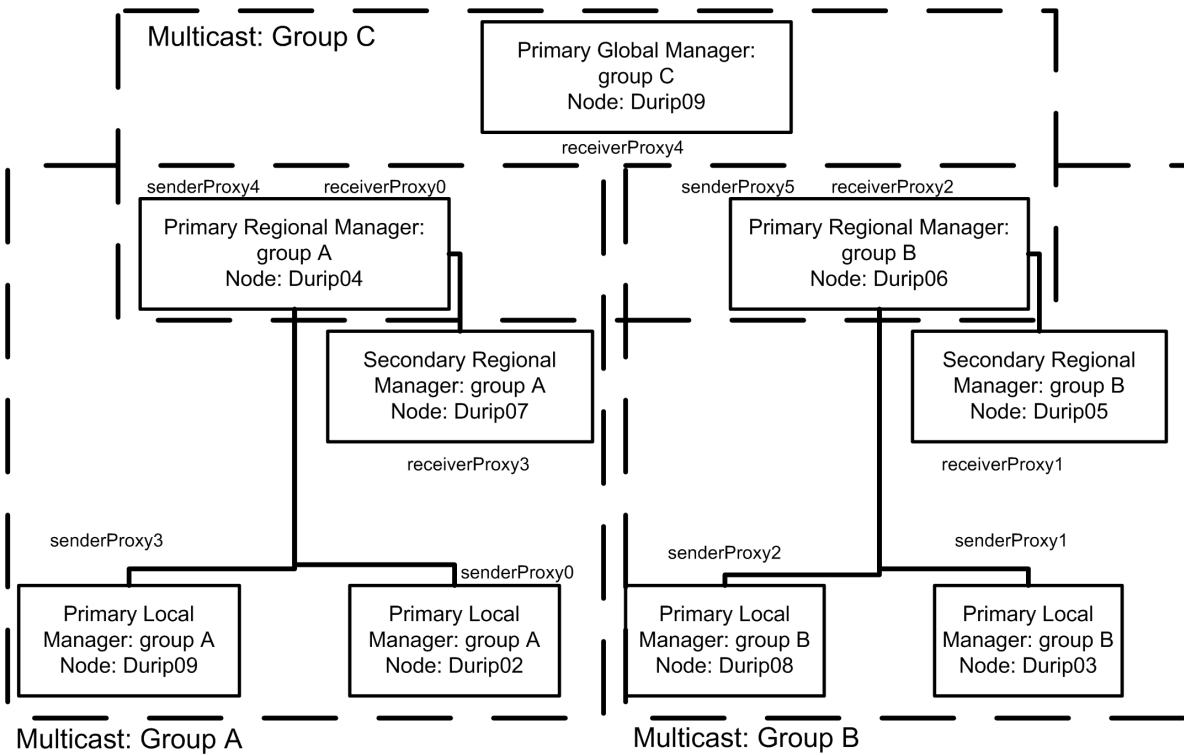 Multicast: Group C
Primary Global Manager:
group C
Node: Durip09
receiverProxy4
senderProxy4
receiverProxy0
senderProxy5
receiverProxy2
Primary Regional Manager:
group A
Node: Durip04
Primary Regional Manager:
group B
Node: Durip06
Secondary Regional
Manager: group A
Node: Durip07
Secondary Regional
Manager: group B
Node: Durip05
receiverProxy3
receiverProxy1
senderProxy3
senderProxy0
senderProxy2
senderProxy1
Primary Local
Manager: group A
Node: Durip09
Primary Local
Manager: group A
Node: Durip02
Primary Local
Manager: group B
Node: Durip08
Primary Local
Manager: group B
Node: Durip03
Multicast: Group A
Multicast: Group B